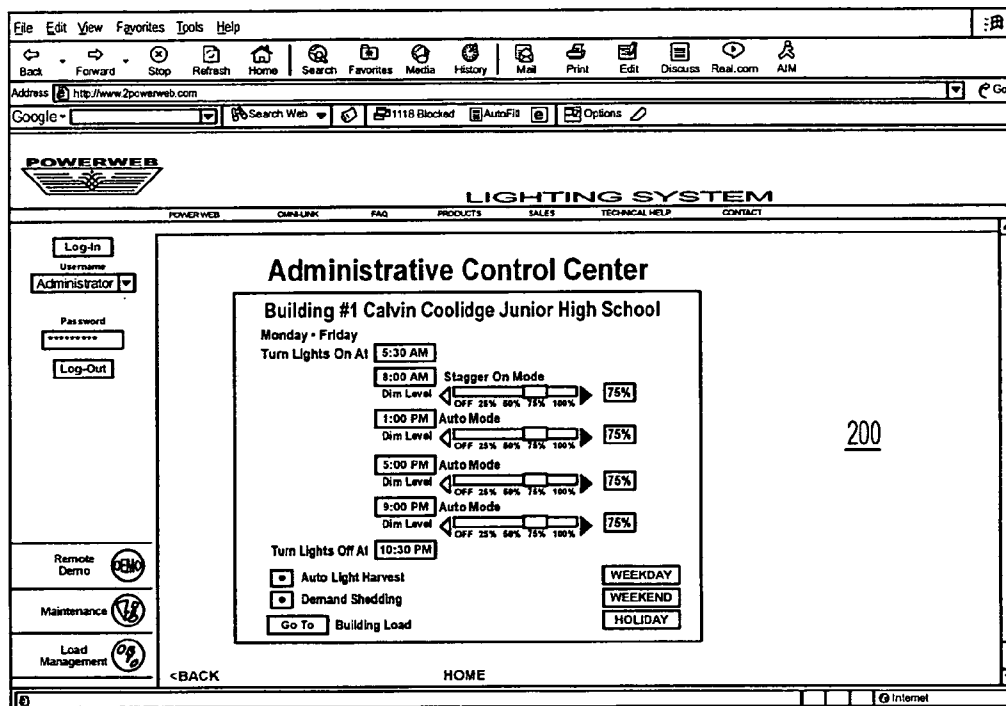 File Edit View Favorites Tools Help
Back Forward Stop Refresh Home Search Favorites Media History Mail Print Edit Discuss Real.com AIM
Address http://www.2powerweb.com Go
Google Search Web 1118 Blocked AutoFill Options
POWERWEB
LIGHTING SYSTEM
POWERWEB OMNI-LINK FAQ PRODUCTS SALES TECHNICAL HELP CONTACT
Log-In
Username
Administrator
Password
*********
Log-Out
Administrative Control Center
Building #1 Calvin Coolidge Junior High School
Monday - Friday
Turn Lights On At 5:30 AM
8:00 AM Stagger On Mode
Dim Level 75%
OFF 25% 50% 75% 100%
1:00 PM Auto Mode
Dim Level 75%
OFF 25% 50% 75% 100%
200
5:00 PM Auto Mode
Dim Level 75%
OFF 25% 50% 75% 100%
9:00 PM Auto Mode
Dim Level 75%
OFF 25% 50% 75% 100%
Turn Lights Off At 10:30 PM
Auto Light Harvest WEEKDAY
Demand Shedding WEEKEND
Go To Building Load HOLIDAY
Remote Demo DEMO
Maintenance
Load Management
<BACK HOME
Internet